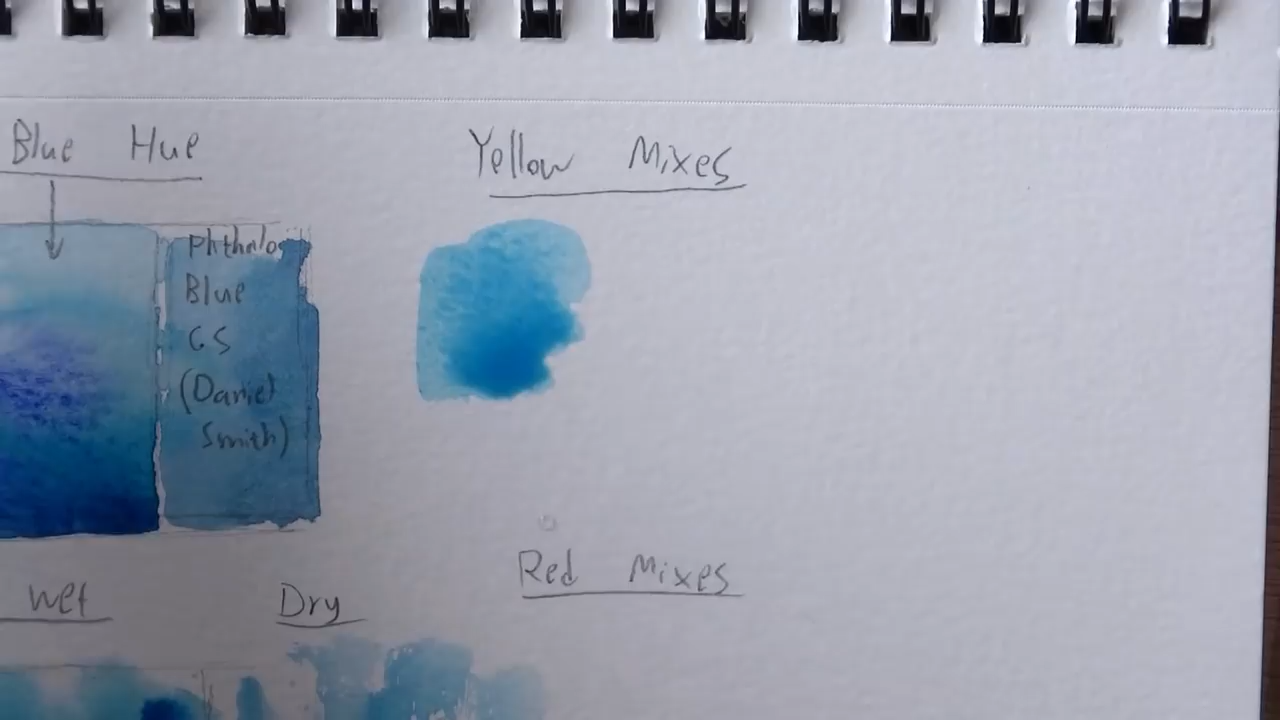 Blue Hue
Yellow Mixes
Phthalo
Blue
GS
(Daniel
Smith)
Red Mixes
Wet
Dry